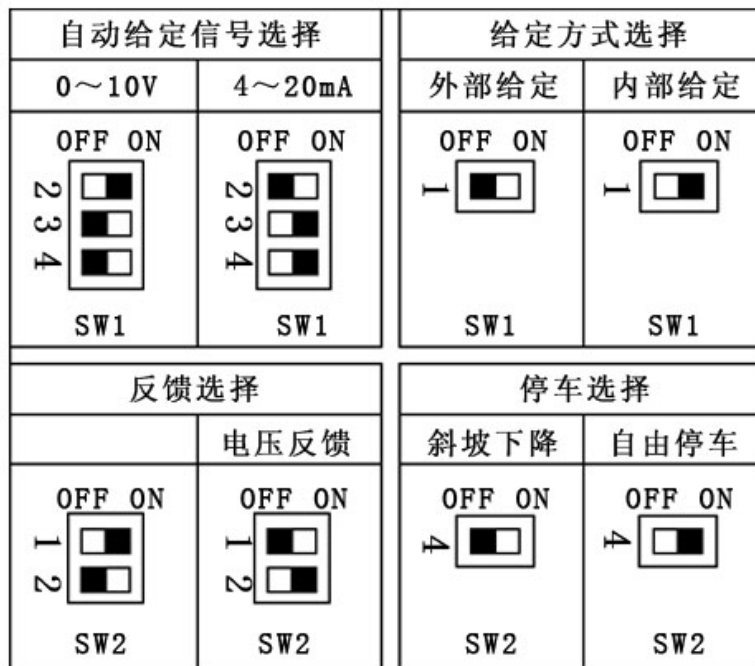 自动给定信号选择
0～10V 4～20mA
OFF ON OFF ON
2 2
3 3
4 4
SW1 SW1
给定方式选择
外部给定 内部给定
OFF ON OFF ON
1 1
SW1 SW1
反馈选择
电压反馈
OFF ON OFF ON
1 1
2 2
SW2 SW2
停车选择
斜坡下降 自由停车
OFF ON OFF ON
4 4
SW2 SW2